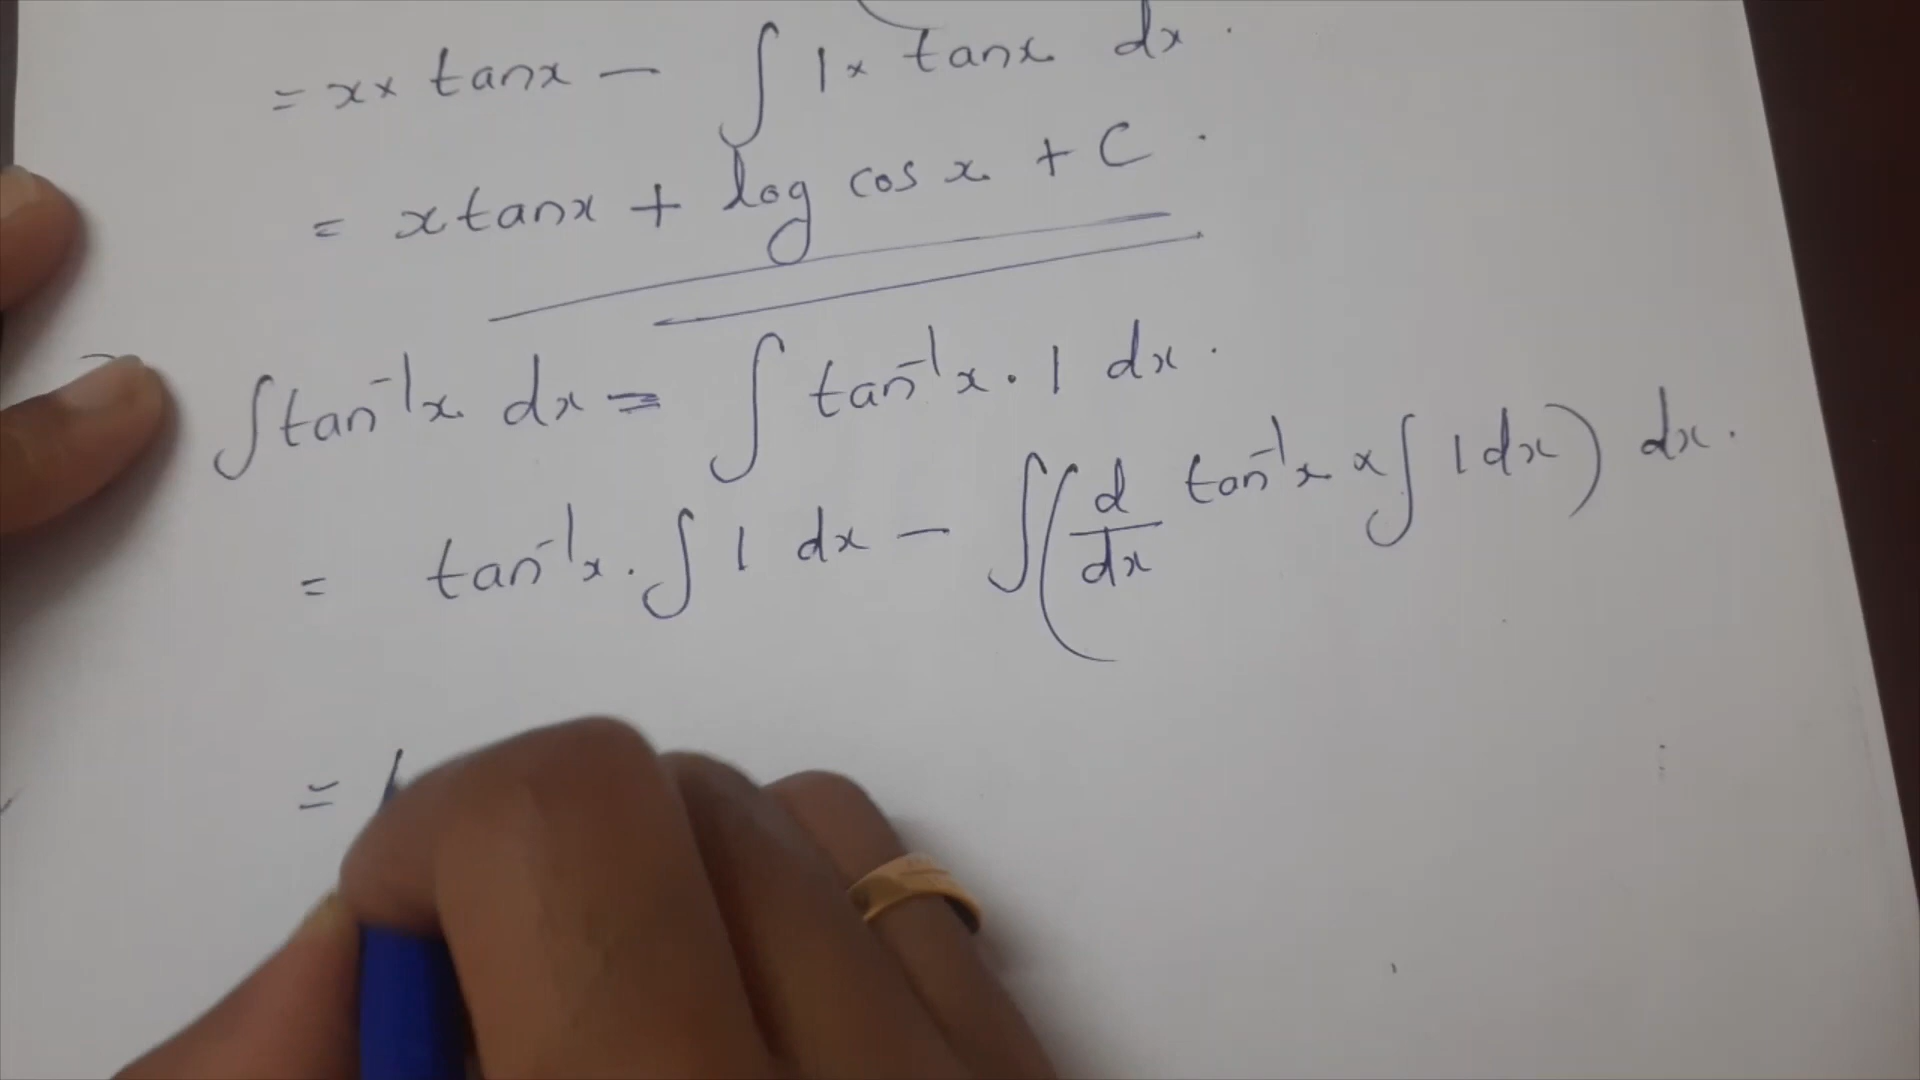 = x × tanx − ∫ 1 × tanx dx.
= x tanx + log cos x + C.
∫ tan⁻¹x dx = ∫ tan⁻¹x . 1 dx.
= tan⁻¹x . ∫ 1 dx − ∫ ( d/dx tan⁻¹x × ∫ 1 dx ) dx.
=